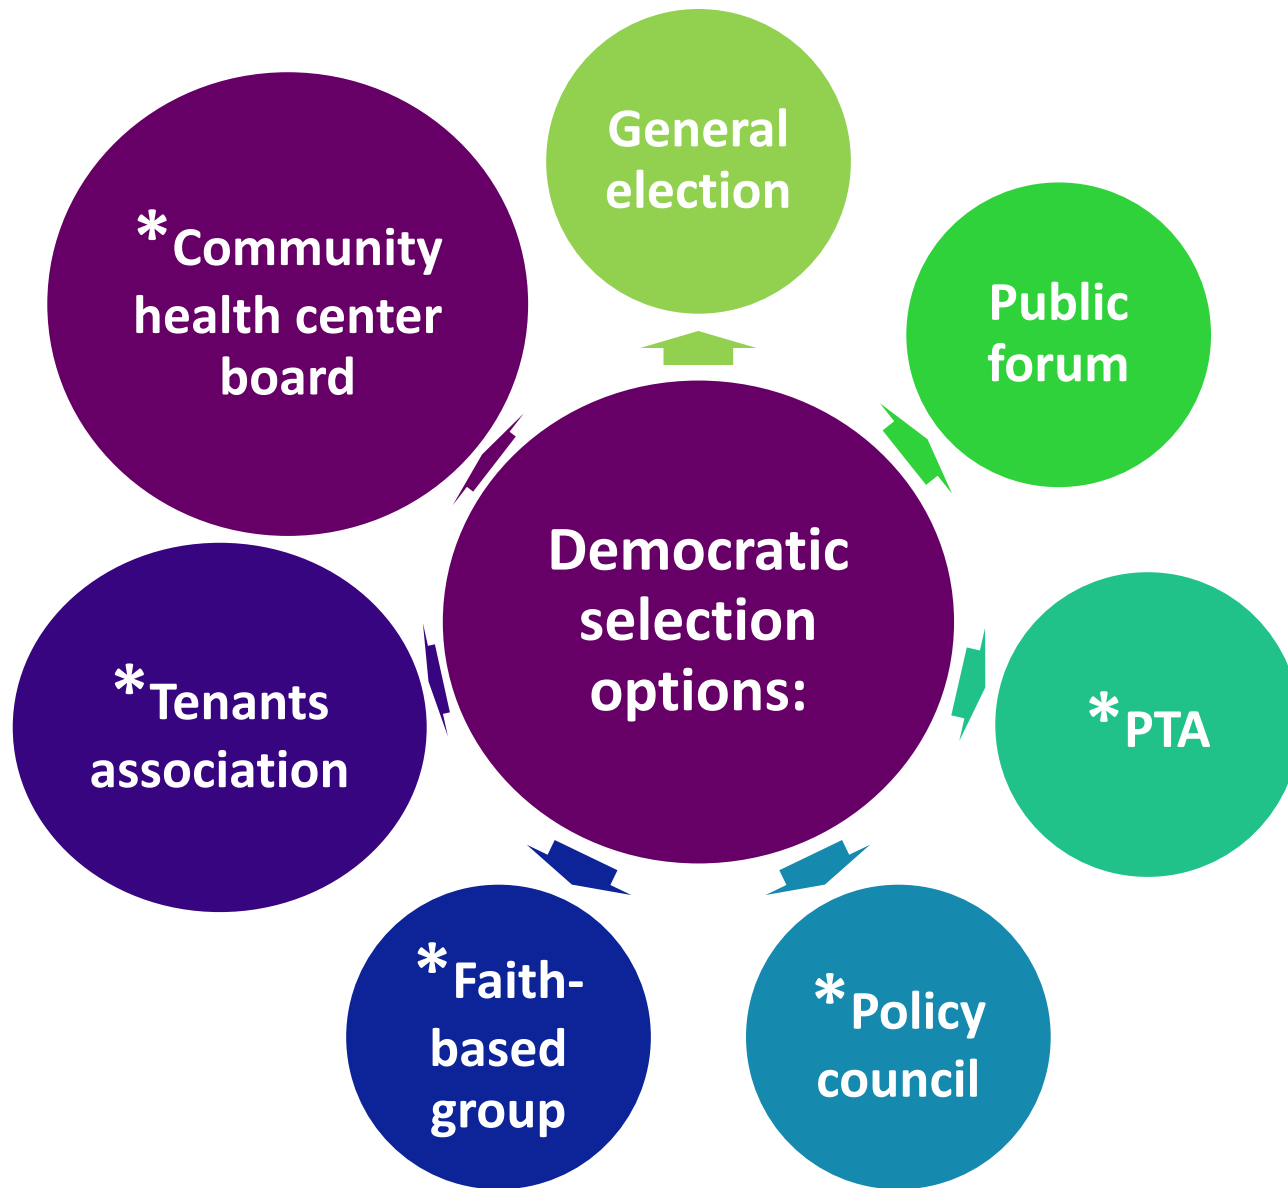 General
election
Public
forum
*PTA
*Policy
council
*Faith-
based
group
*Tenants
association
*Community
health center
board
Democratic
selection
options: